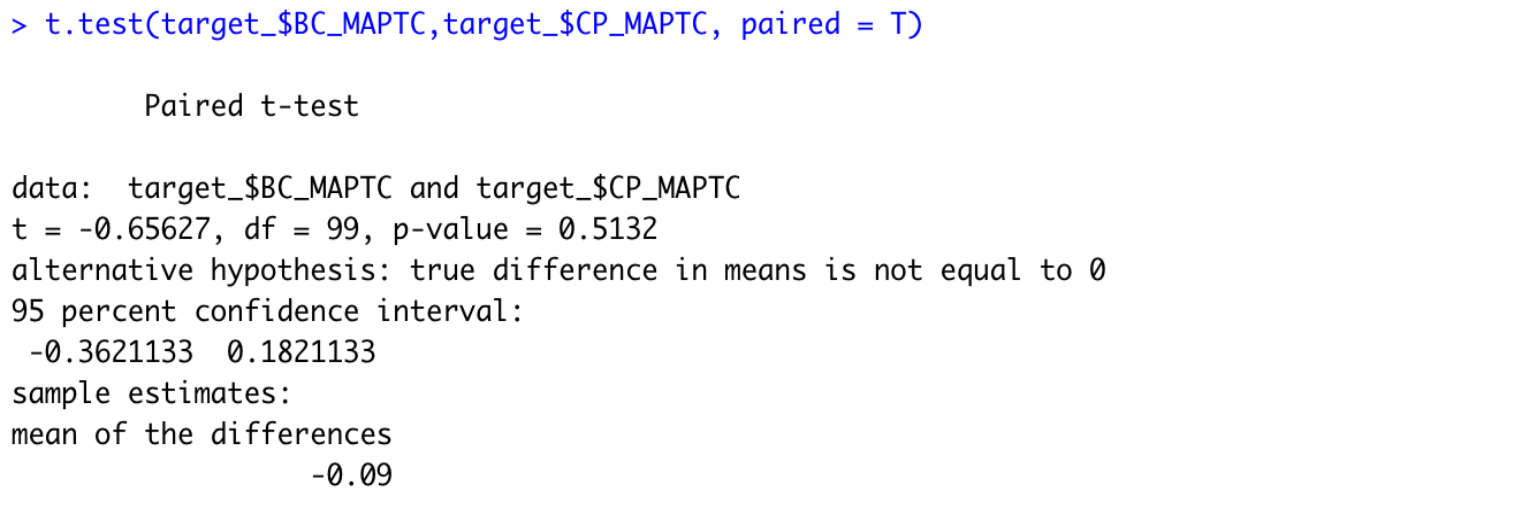 > t.test(target_$BC_MAPTC,target_$CP_MAPTC, paired = T)
Paired t-test
data:  target_$BC_MAPTC and target_$CP_MAPTC
t = -0.65627, df = 99, p-value = 0.5132
alternative hypothesis: true difference in means is not equal to 0
95 percent confidence interval:
-0.3621133  0.1821133
sample estimates:
mean of the differences
-0.09